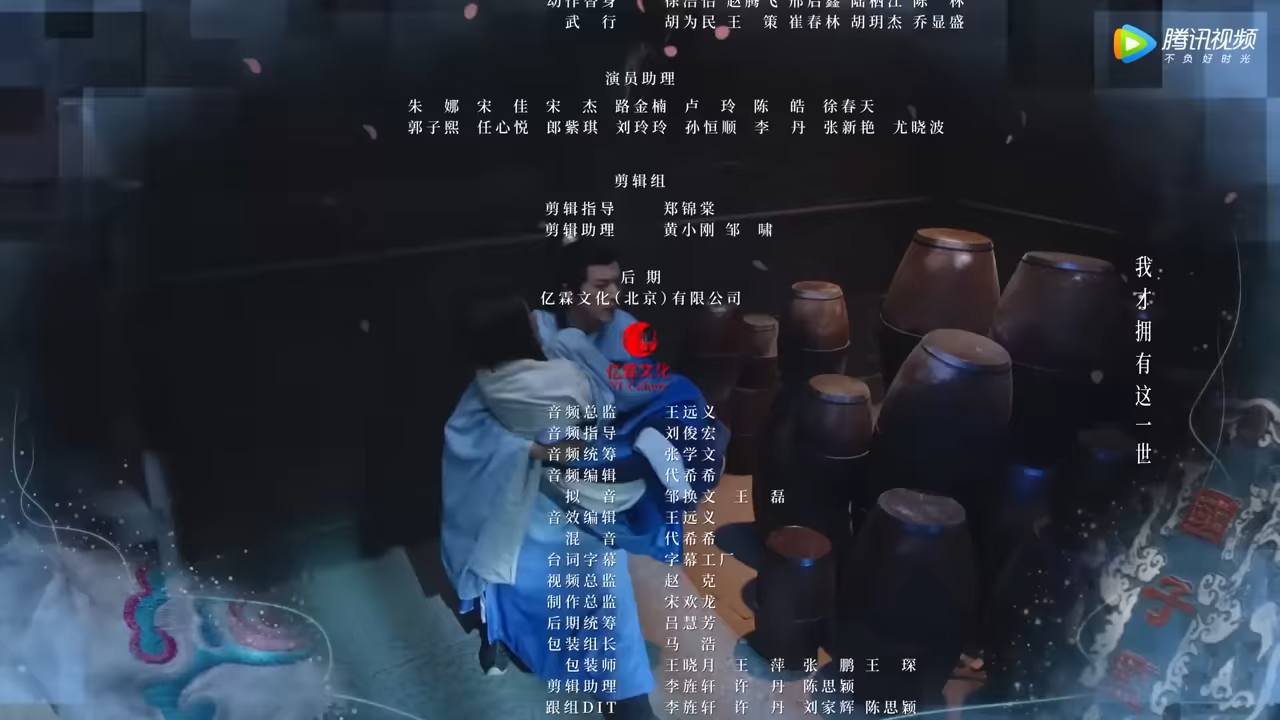 武 行 胡为民 王 策 崔春林 胡玥杰 乔显盛
腾讯视频
不负好时光
演员助理
朱 娜 宋 佳 宋 杰 路金楠 卢 玲 陈 皓 徐春天
郭子熙 任心悦 郎紫琪 刘玲玲 孙恒顺 李 丹 张新艳 尤晓波
剪辑组
剪辑指导 郑锦棠
剪辑助理 黄小刚 邹 啸
后 期
亿霖文化(北京)有限公司
亿霖文化
音频总监 王远义
音频指导 刘俊宏
音频统筹 张学文
音频编辑 代希希
拟 音 邹换文 王 磊
音效编辑 王远义
混 音 代希希
台词字幕 字幕工厂
视频总监 赵 克
制作总监 宋欢龙
后期统筹 吕慧芳
包装组长 马 浩
包装师 王晓月 王 萍 张 鹏 王 琛
剪辑助理 李旌轩 许 丹 陈思颖
跟组DIT 李旌轩 许 丹 刘家辉 陈思颖
我才拥有这一世
國子